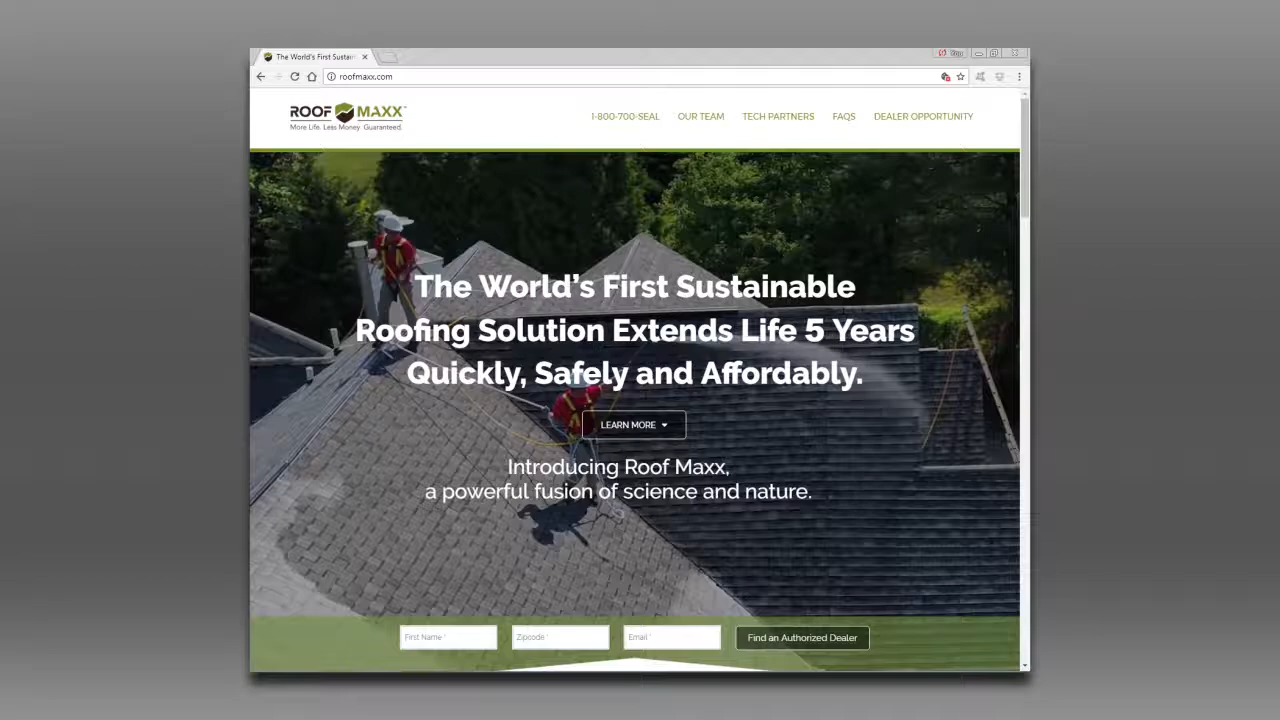 The World's First Sustain
You
roofmaxx.com
ROOF MAXX
More Life. Less Money. Guaranteed.
1-800-700-SEAL OUR TEAM TECH PARTNERS FAQS DEALER OPPORTUNITY
The World's First Sustainable
Roofing Solution Extends Life 5 Years
Quickly, Safely and Affordably.
LEARN MORE
Introducing Roof Maxx,
a powerful fusion of science and nature.
First Name * Zipcode * Email * Find an Authorized Dealer